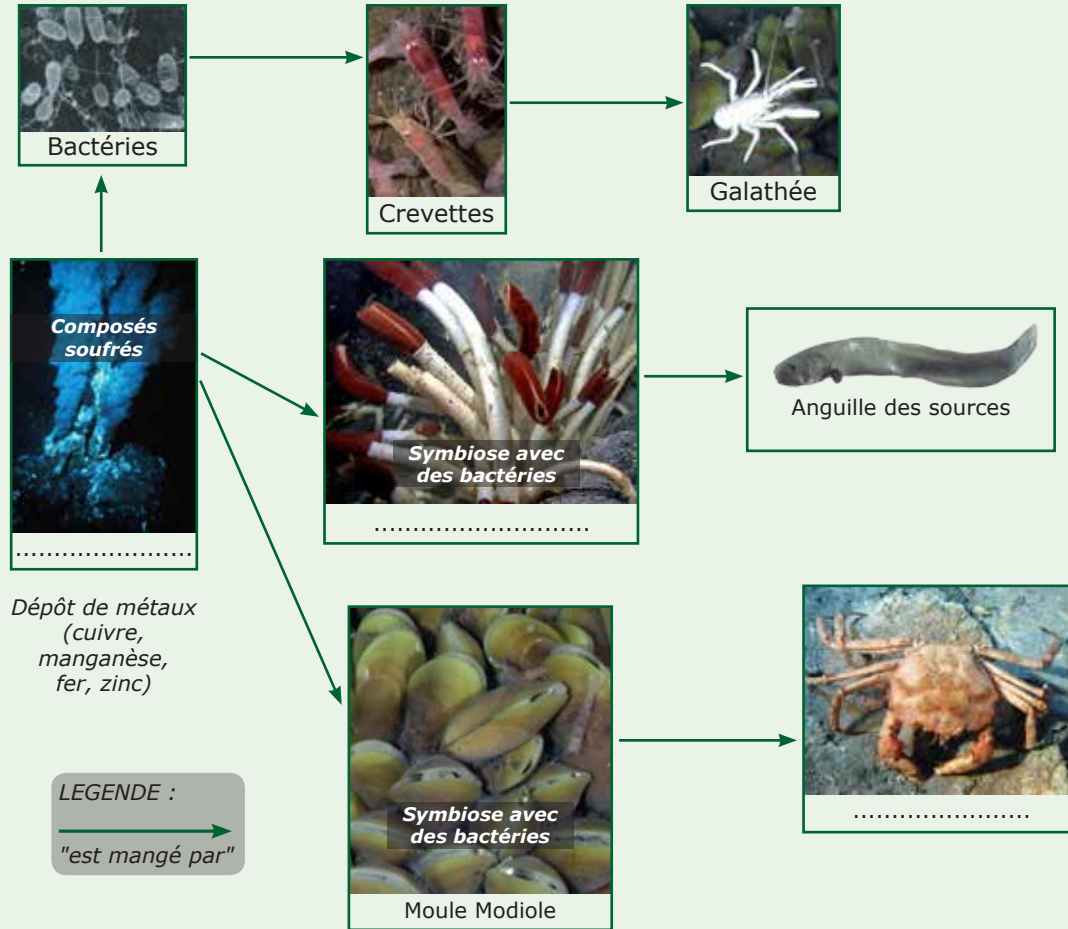 Bactéries
Crevettes
Galathée
Composés
soufrés
......................
Dépôt de métaux
(cuivre,
manganèse,
fer, zinc)
Symbiose avec
des bactéries
...........................
Anguille des sources
Symbiose avec
des bactéries
Moule Modiole
......................
LEGENDE :
"est mangé par"